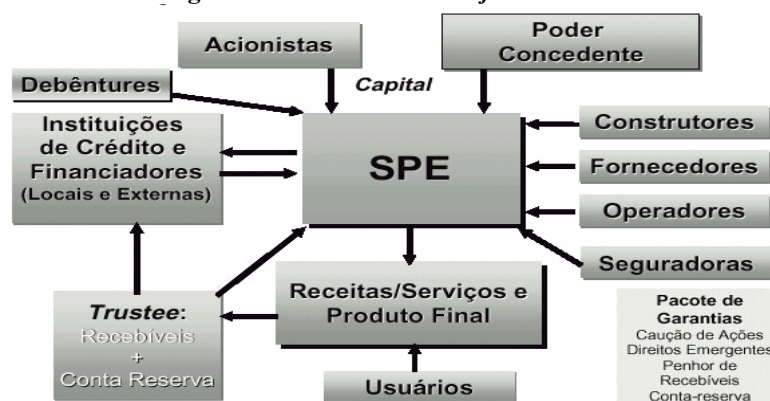 Acionistas
Poder
Concedente
Capital
Debêntures
Instituições
de Crédito e
Financiadores
(Locais e Externas)
SPE
Construtores
Fornecedores
Operadores
Seguradoras
Trustee:
Recebíveis
+
Conta Reserva
Receitas/Serviços e
Produto Final
Usuários
Pacote de
Garantias
Caução de Ações
Direitos Emergentes
Penhor de
Recebíveis
Conta-reserva